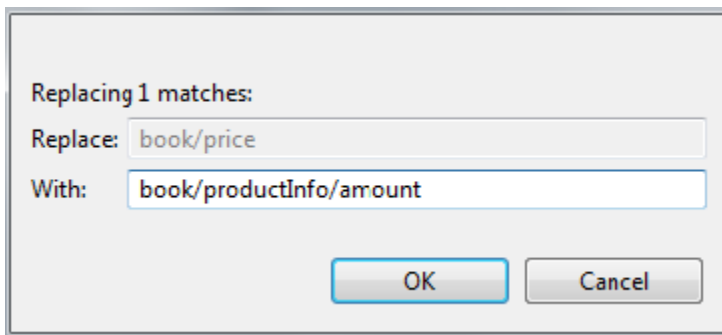 Replacing 1 matches:
Replace: book/price
With: book/productInfo/amount
OK Cancel